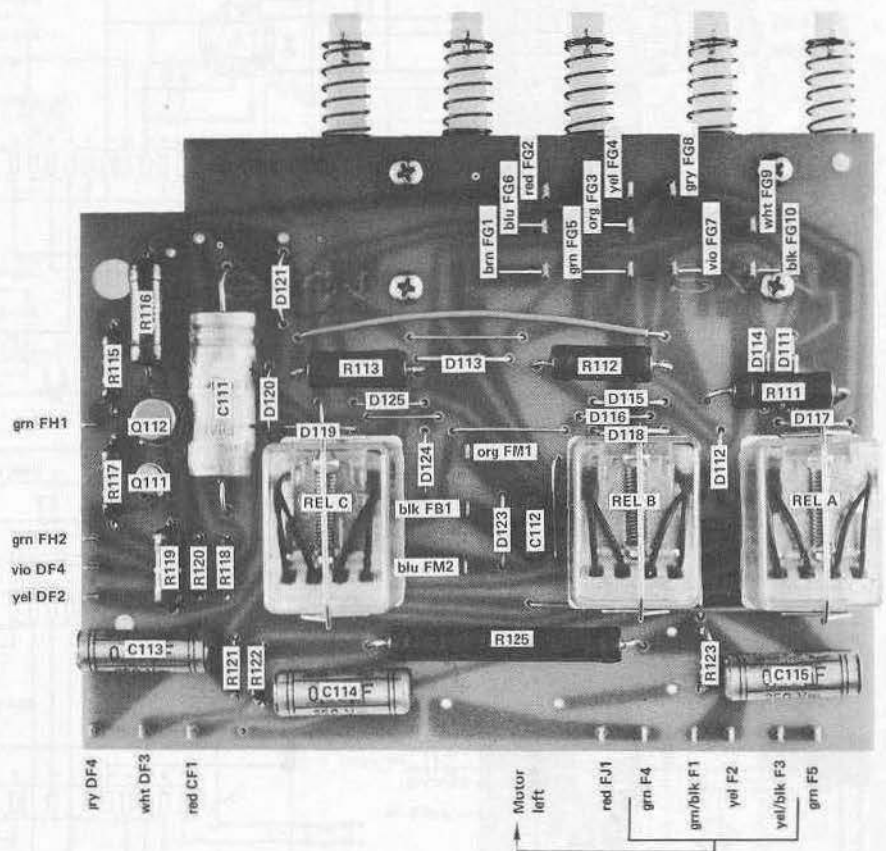 red FG2
yel FG4
gry FG8
blu FG6
org FG3
wht FG9
brn FG1
grn FG5
vio FG7
blk FG10
D121
R116
R115
C111
D120
R113
D113
R112
D114
D111
R111
D125
D115
D116
D117
grn FH1
Q112
D119
D118
D124
org FM1
D112
R117
Q111
REL C
REL B
REL A
blk FB1
D123
C112
grn FH2
vio DF4
R119
R120
R118
blu FM2
yel DF2
C113
R121
R122
R125
R123
C114
C115
ry DF4
wht DF3
red CF1
Motor
left
red FJ1
grn F4
grn/blk F1
yel F2
yel/blk F3
grn F5